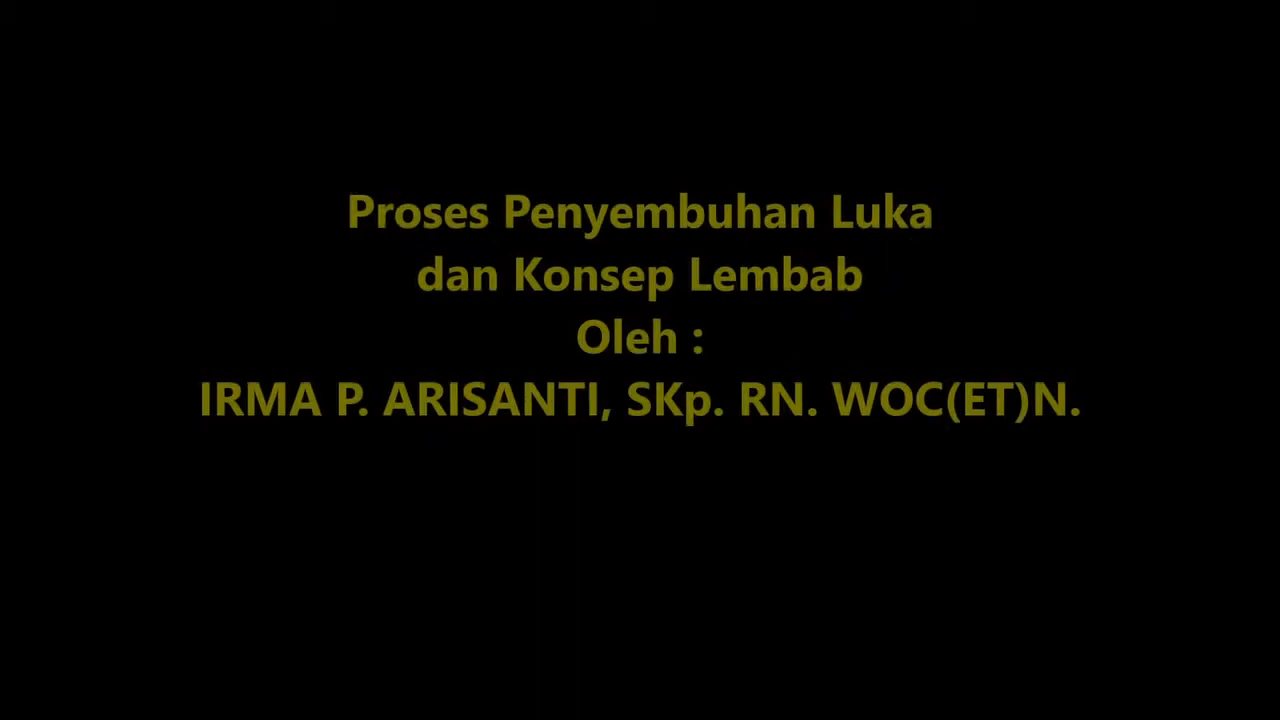 Proses Penyembuhan Luka
dan Konsep Lembab
Oleh :
IRMA P. ARISANTI, SKp. RN. WOC(ET)N.